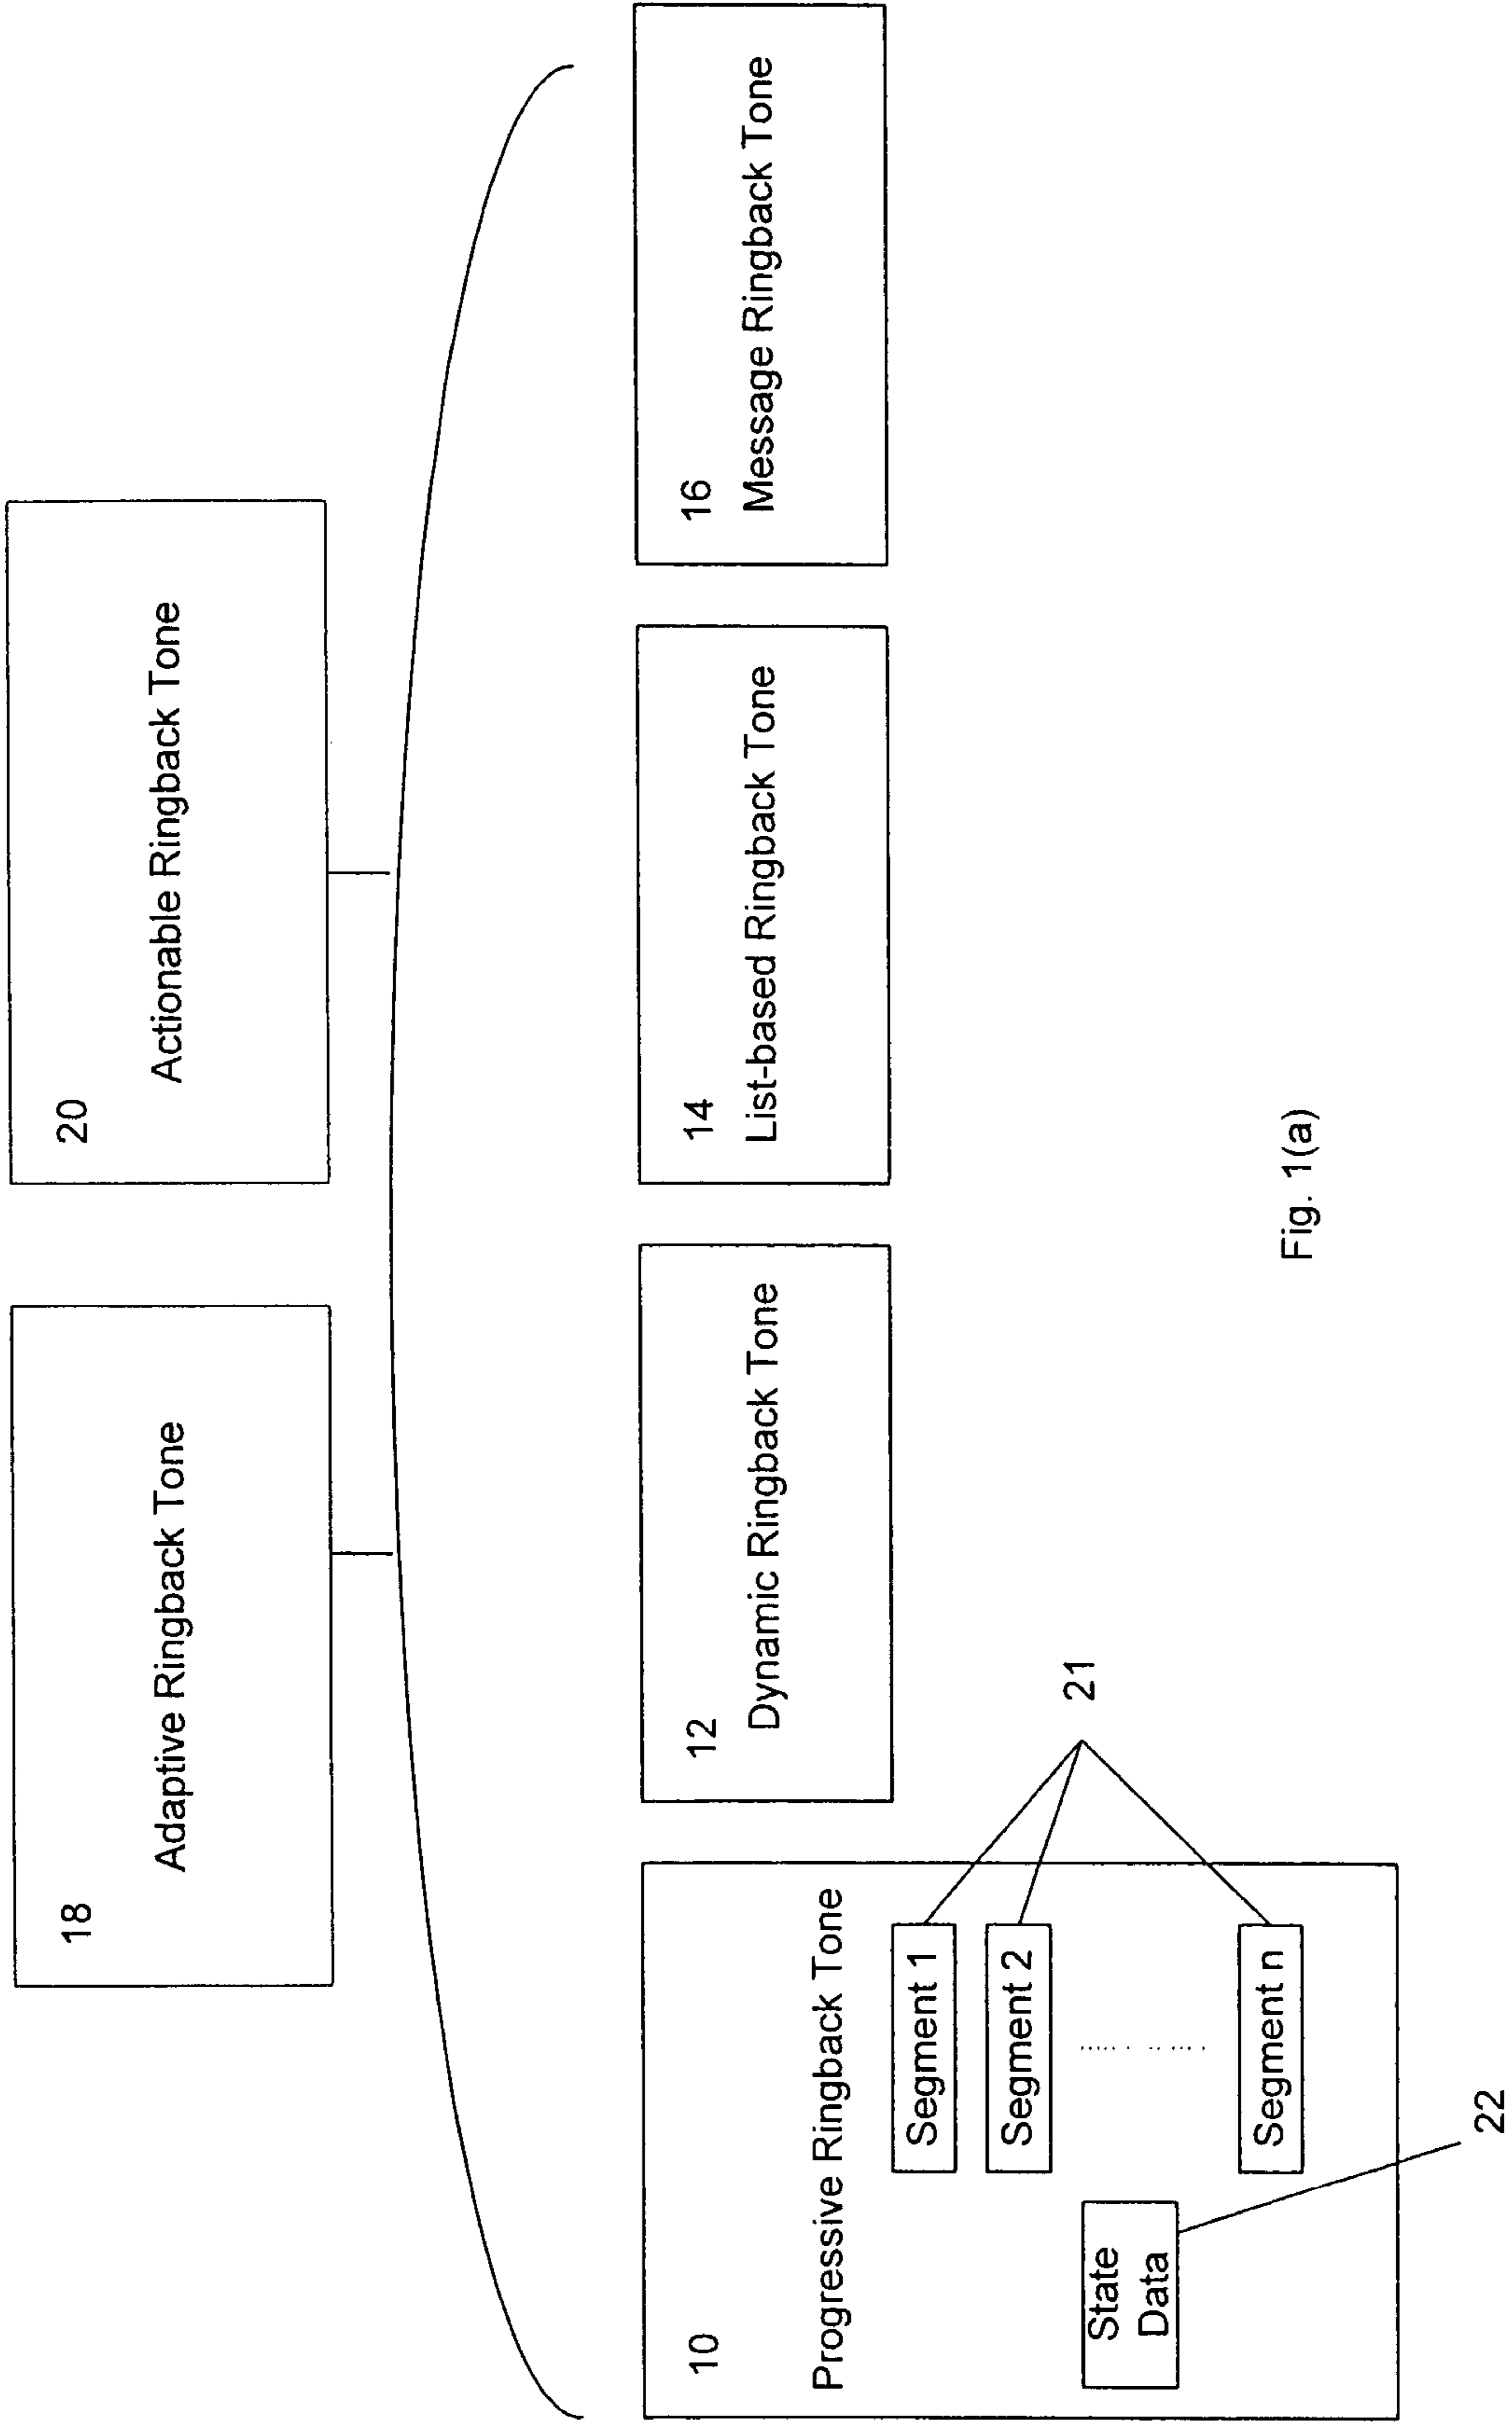 18
Adaptive Ringback Tone
20
Actionable Ringback Tone
10
Progressive Ringback Tone
Segment 1
Segment 2
Segment n
State
Data
21
22
12
Dynamic Ringback Tone
14
List-based Ringback Tone
16
Message Ringback Tone
Fig. 1(a)